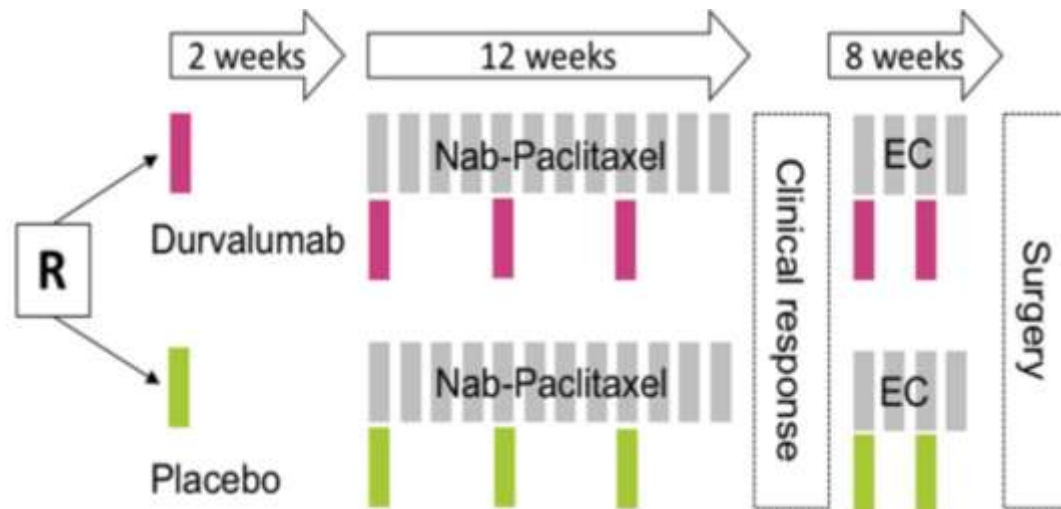 2 weeks
12 weeks
8 weeks
R
Durvalumab
Nab-Paclitaxel
Clinical response
EC
Surgery
Placebo
Nab-Paclitaxel
EC